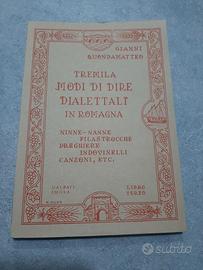 GIANNI
QUONDAMATTEO
TREMILA
MODI DI DIRE
DIALETTALI
IN ROMAGNA
NINNE-NANNE
FILASTROCCHE
PREGHIERE
INDOVINELLI
CANZONI, ETC.
GALEATI
IMOLA
LIBRO
TERZO
subito